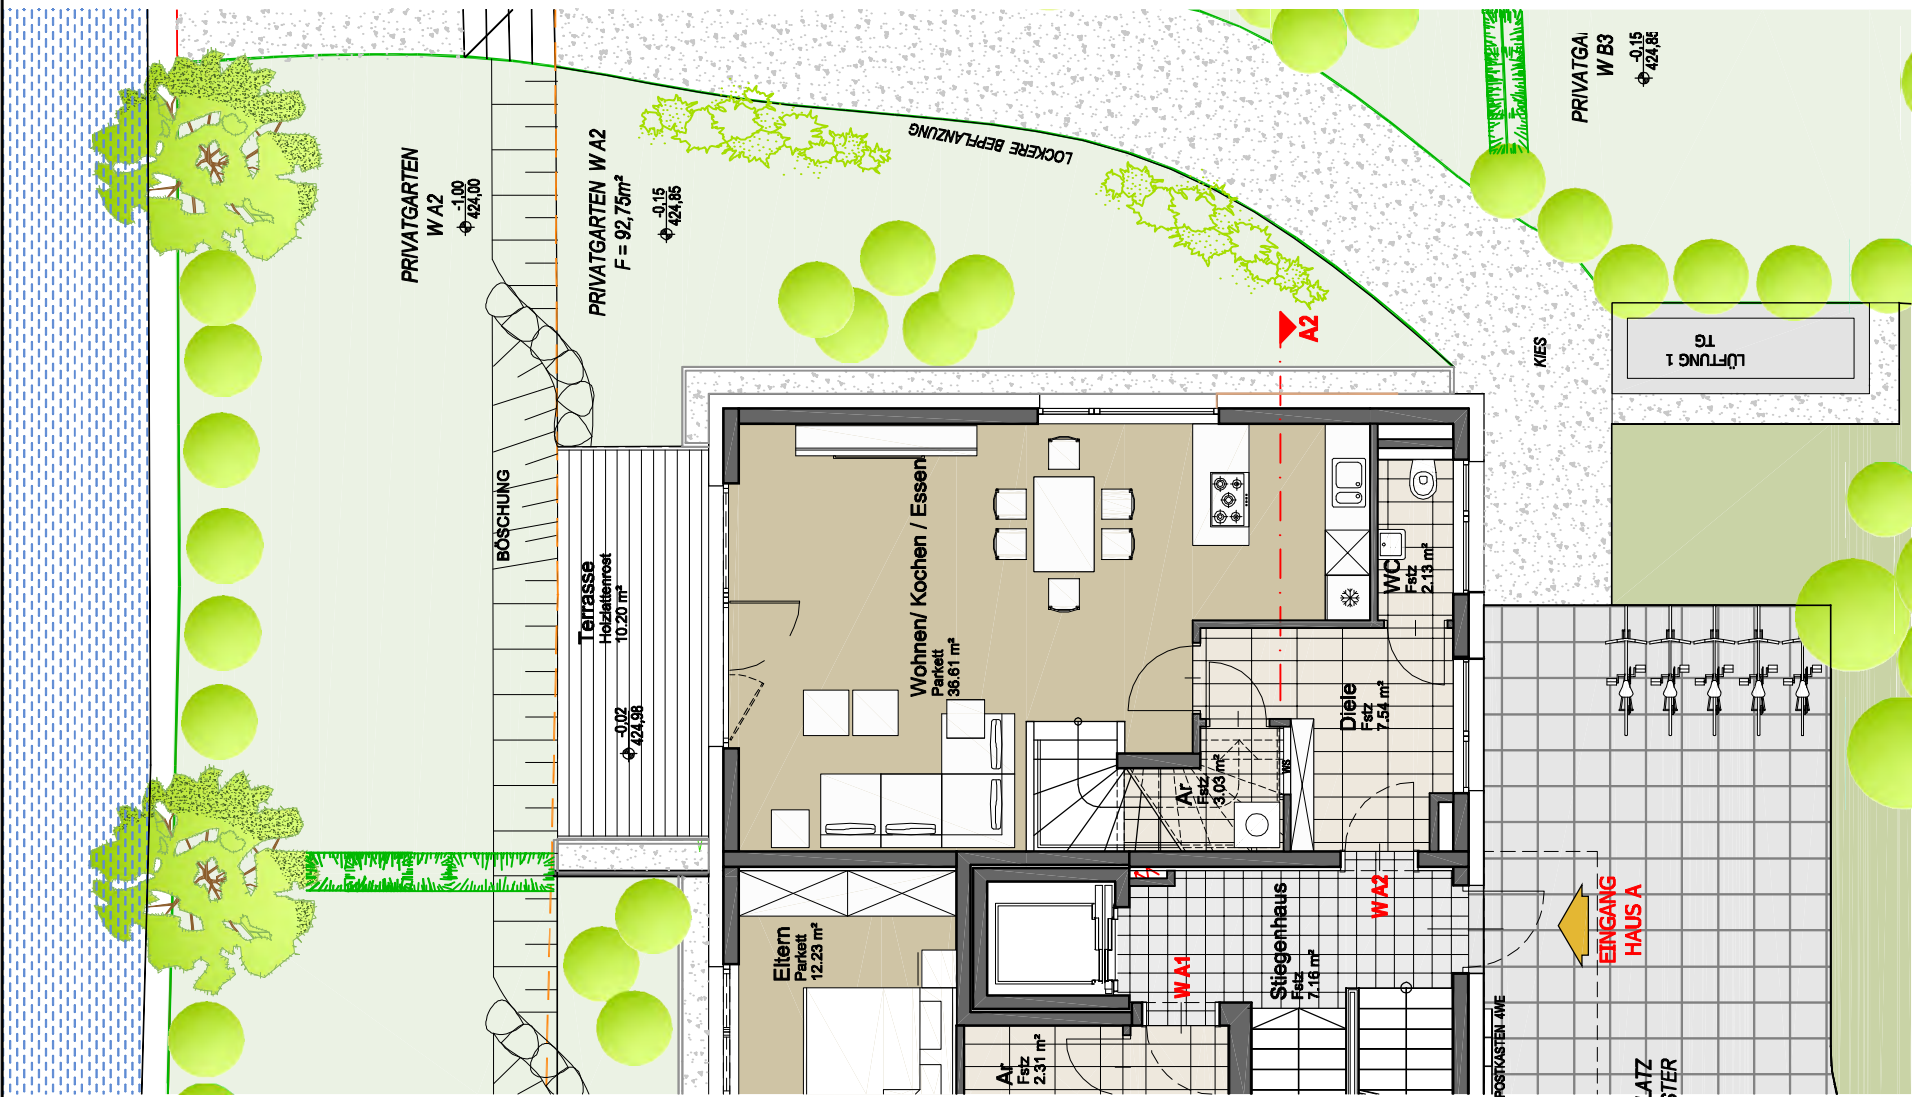 PRIVATGARTEN
W A2
-1,00
424,00
PRIVATGARTEN W A2
F = 92,75m²
-0,15
424,85
LOCKERE BEPFLANZUNG
PRIVATGA
W B3
-0,15
424,85
A2
KIES
LÜFTUNG 1
TG
BÖSCHUNG
Terrasse
Holzlattenrost
10.20 m²
-0,02
424,98
Wohnen/ Kochen / Essen
Parkett
36.61 m²
WC
Fstz
2.13 m²
Diele
Fstz
7.54 m²
Ar
Fstz
3.03 m²
WS
Eltern
Parkett
12.23 m²
Stiegenhaus
Fstz
7.16 m²
W A2
W A1
Ar
Fstz
2.31 m²
EINGANG
HAUS A
POSTKASTEN 4WE
LATZ
STER